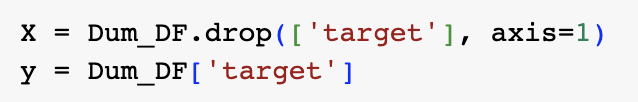 X = Dum_DF.drop(['target'], axis=1)
y = Dum_DF['target']